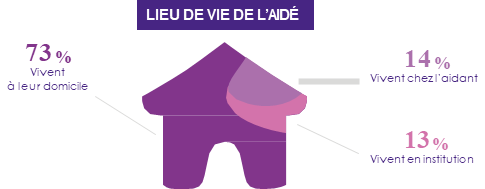 LIEU DE VIE DE L'AIDÉ
73 %
Vivent
à leur domicile
14 %
Vivent chez l'aidant
13 %
Vivent en institution